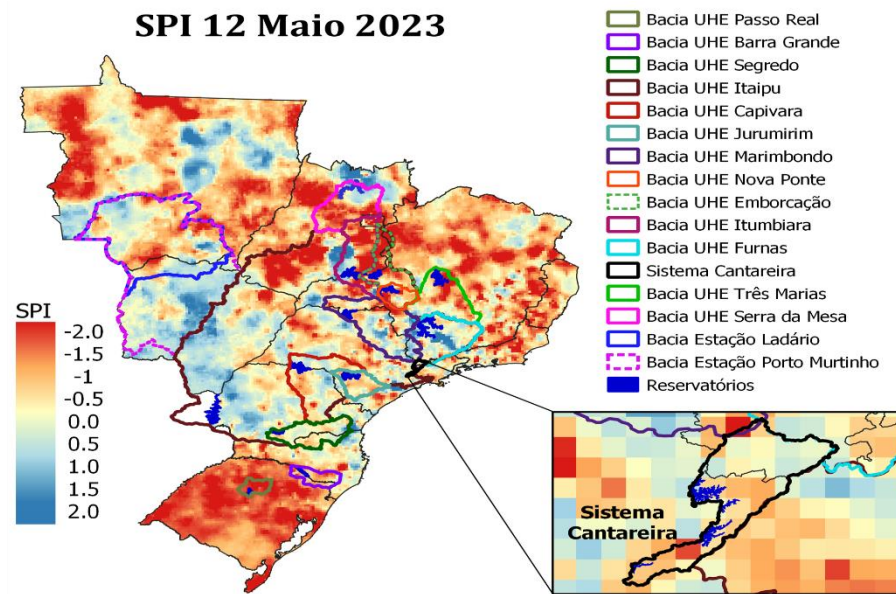 SPI 12 Maio 2023
Bacia UHE Passo Real
Bacia UHE Barra Grande
Bacia UHE Segredo
Bacia UHE Itaipu
Bacia UHE Capivara
Bacia UHE Jurumirim
Bacia UHE Marimbondo
Bacia UHE Nova Ponte
Bacia UHE Emborcação
Bacia UHE Itumbiara
Bacia UHE Furnas
Sistema Cantareira
Bacia UHE Três Marias
Bacia UHE Serra da Mesa
Bacia Estação Ladário
Bacia Estação Porto Murtinho
Reservatórios
SPI
-2.0
-1.5
-1
-0.5
0.0
0.5
1.0
1.5
2.0
Sistema
Cantareira